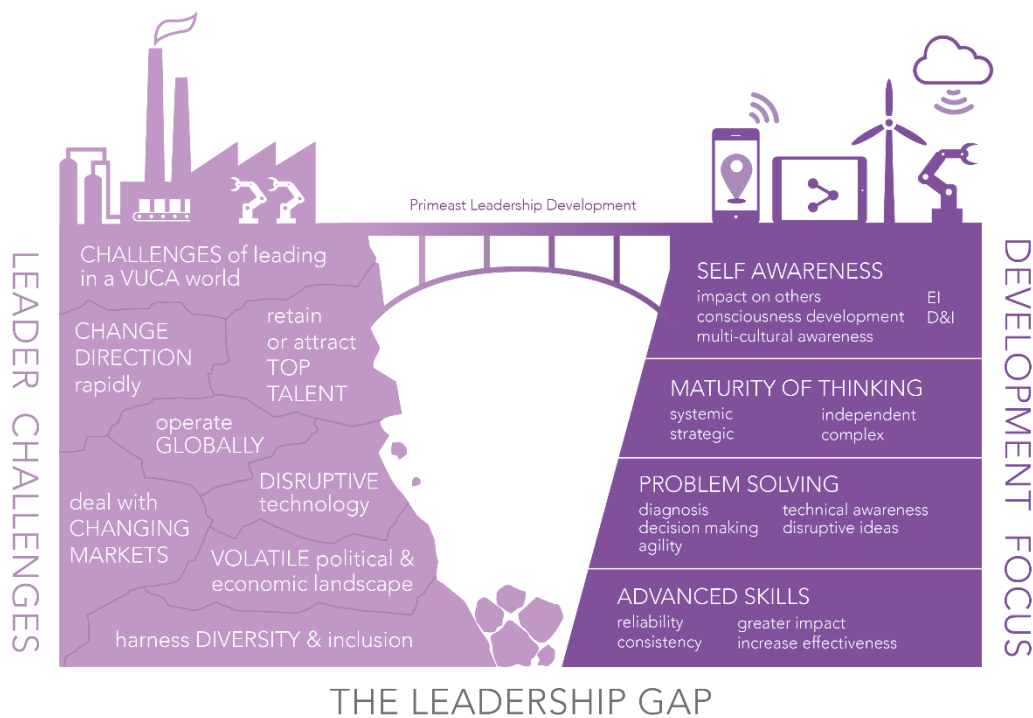 Primeast Leadership Development
LEADER CHALLENGES
CHALLENGES of leading
in a VUCA world
CHANGE
DIRECTION
rapidly
retain
or attract
TOP
TALENT
operate
GLOBALLY
DISRUPTIVE
technology
deal with
CHANGING
MARKETS
VOLATILE political &
economic landscape
harness DIVERSITY & inclusion
SELF AWARENESS
impact on others
consciousness development
multi-cultural awareness
EI
D&I
MATURITY OF THINKING
systemic
strategic
independent
complex
PROBLEM SOLVING
diagnosis
decision making
agility
technical awareness
disruptive ideas
ADVANCED SKILLS
reliability
consistency
greater impact
increase effectiveness
DEVELOPMENT FOCUS
THE LEADERSHIP GAP